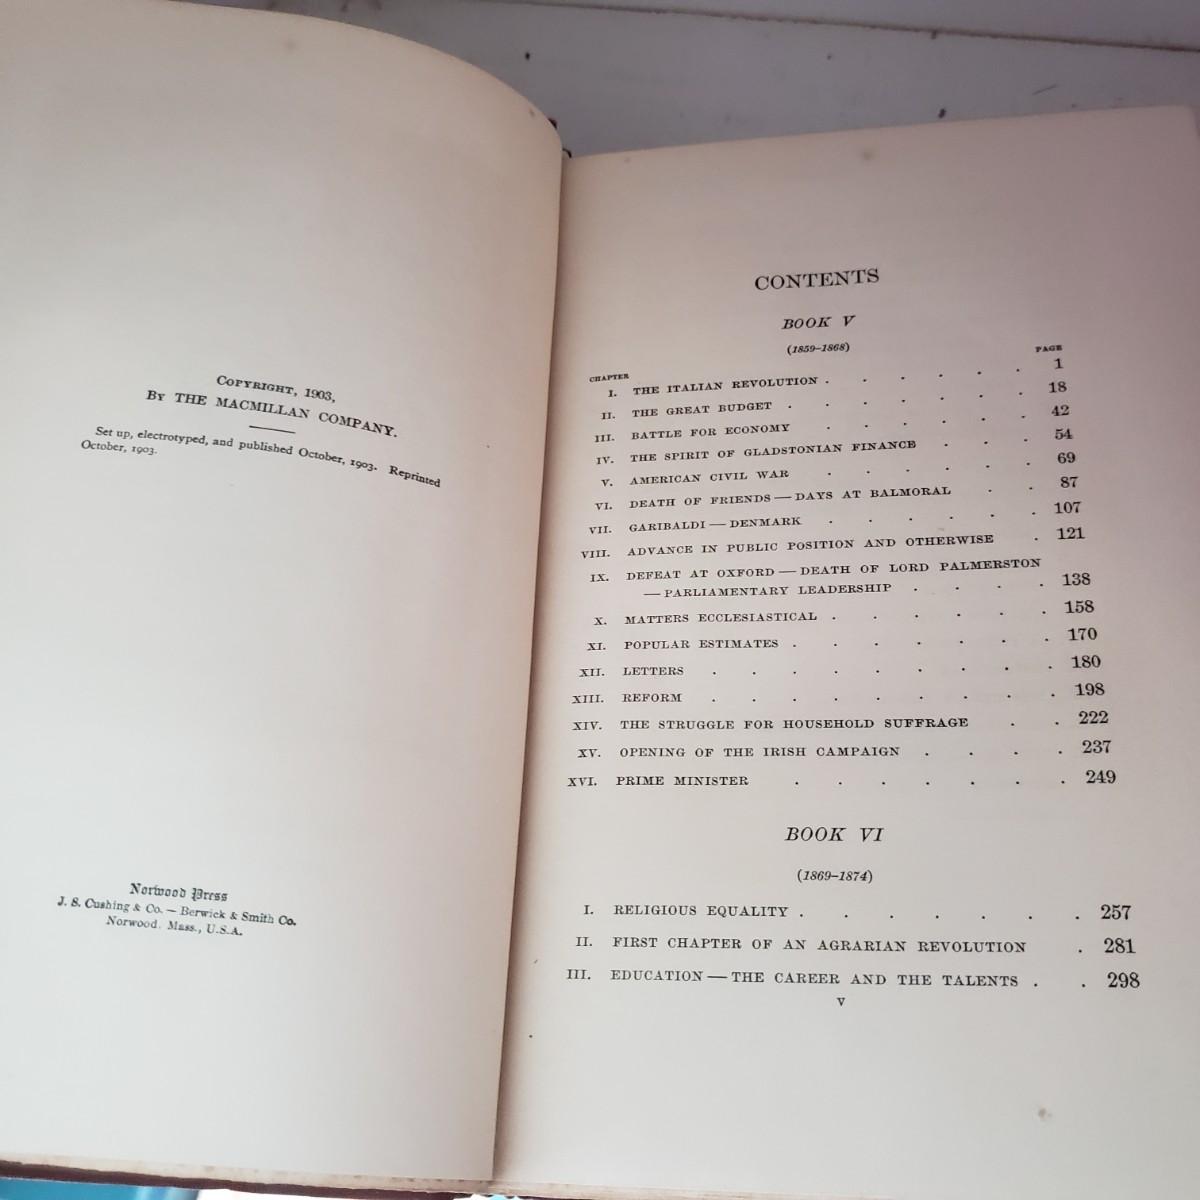 COPYRIGHT, 1903,
BY THE MACMILLAN COMPANY.
Set up, electrotyped, and published October, 1903. Reprinted
October, 1903.
Norwood Press
J. S. Cushing & Co. — Berwick & Smith Co.
Norwood, Mass., U.S.A.
CONTENTS
BOOK V
(1859–1868)
CHAPTER PAGE
I. THE ITALIAN REVOLUTION . . . . . . 1
II. THE GREAT BUDGET . . . . . . . 18
III. BATTLE FOR ECONOMY . . . . . . 42
IV. THE SPIRIT OF GLADSTONIAN FINANCE . . . 54
V. AMERICAN CIVIL WAR . . . . . . 69
VI. DEATH OF FRIENDS — DAYS AT BALMORAL . . 87
VII. GARIBALDI — DENMARK . . . . . . 107
VIII. ADVANCE IN PUBLIC POSITION AND OTHERWISE . 121
IX. DEFEAT AT OXFORD — DEATH OF LORD PALMERSTON
— PARLIAMENTARY LEADERSHIP . . . . 138
X. MATTERS ECCLESIASTICAL . . . . . . 158
XI. POPULAR ESTIMATES . . . . . . . 170
XII. LETTERS . . . . . . . . . 180
XIII. REFORM . . . . . . . . . 198
XIV. THE STRUGGLE FOR HOUSEHOLD SUFFRAGE . . 222
XV. OPENING OF THE IRISH CAMPAIGN . . . . 237
XVI. PRIME MINISTER . . . . . . . 249
BOOK VI
(1869–1874)
I. RELIGIOUS EQUALITY . . . . . . . 257
II. FIRST CHAPTER OF AN AGRARIAN REVOLUTION . 281
III. EDUCATION — THE CAREER AND THE TALENTS . . 298
v